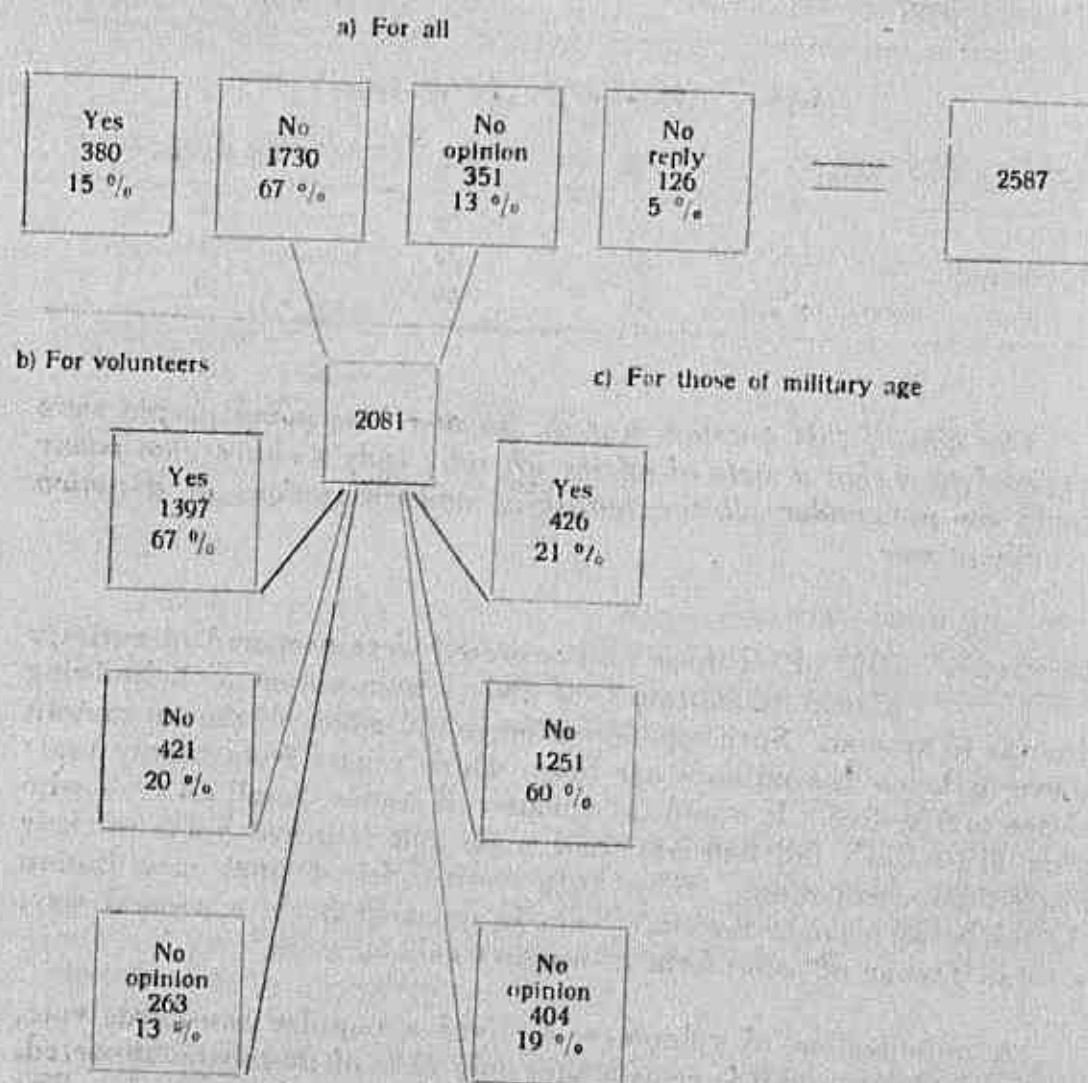 a) For all
Yes
380
15 %
No
1730
67 %
No
opinion
351
13 %
No
reply
126
5 %
2587
b) For volunteers
2081
c) For those of military age
Yes
1397
67 %
Yes
426
21 %
No
421
20 %
No
1251
60 %
No
opinion
263
13 %
No
opinion
404
19 %